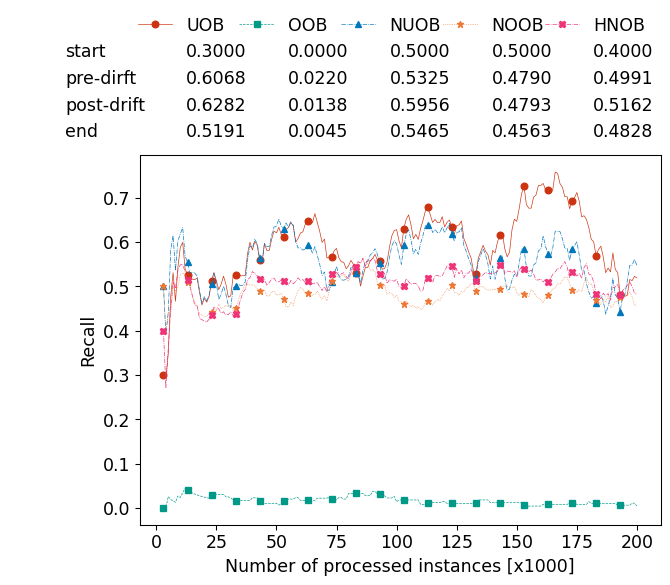 UOB OOB NUOB NOOB HNOB
start 0.3000 0.0000 0.5000 0.5000 0.4000
pre-dirft 0.6068 0.0220 0.5325 0.4790 0.4991
post-drift 0.6282 0.0138 0.5956 0.4793 0.5162
end 0.5191 0.0045 0.5465 0.4563 0.4828
0.7
0.6
0.5
0.4
0.3
0.2
0.1
0.0
Recall
0 25 50 75 100 125 150 175 200
Number of processed instances [x1000]